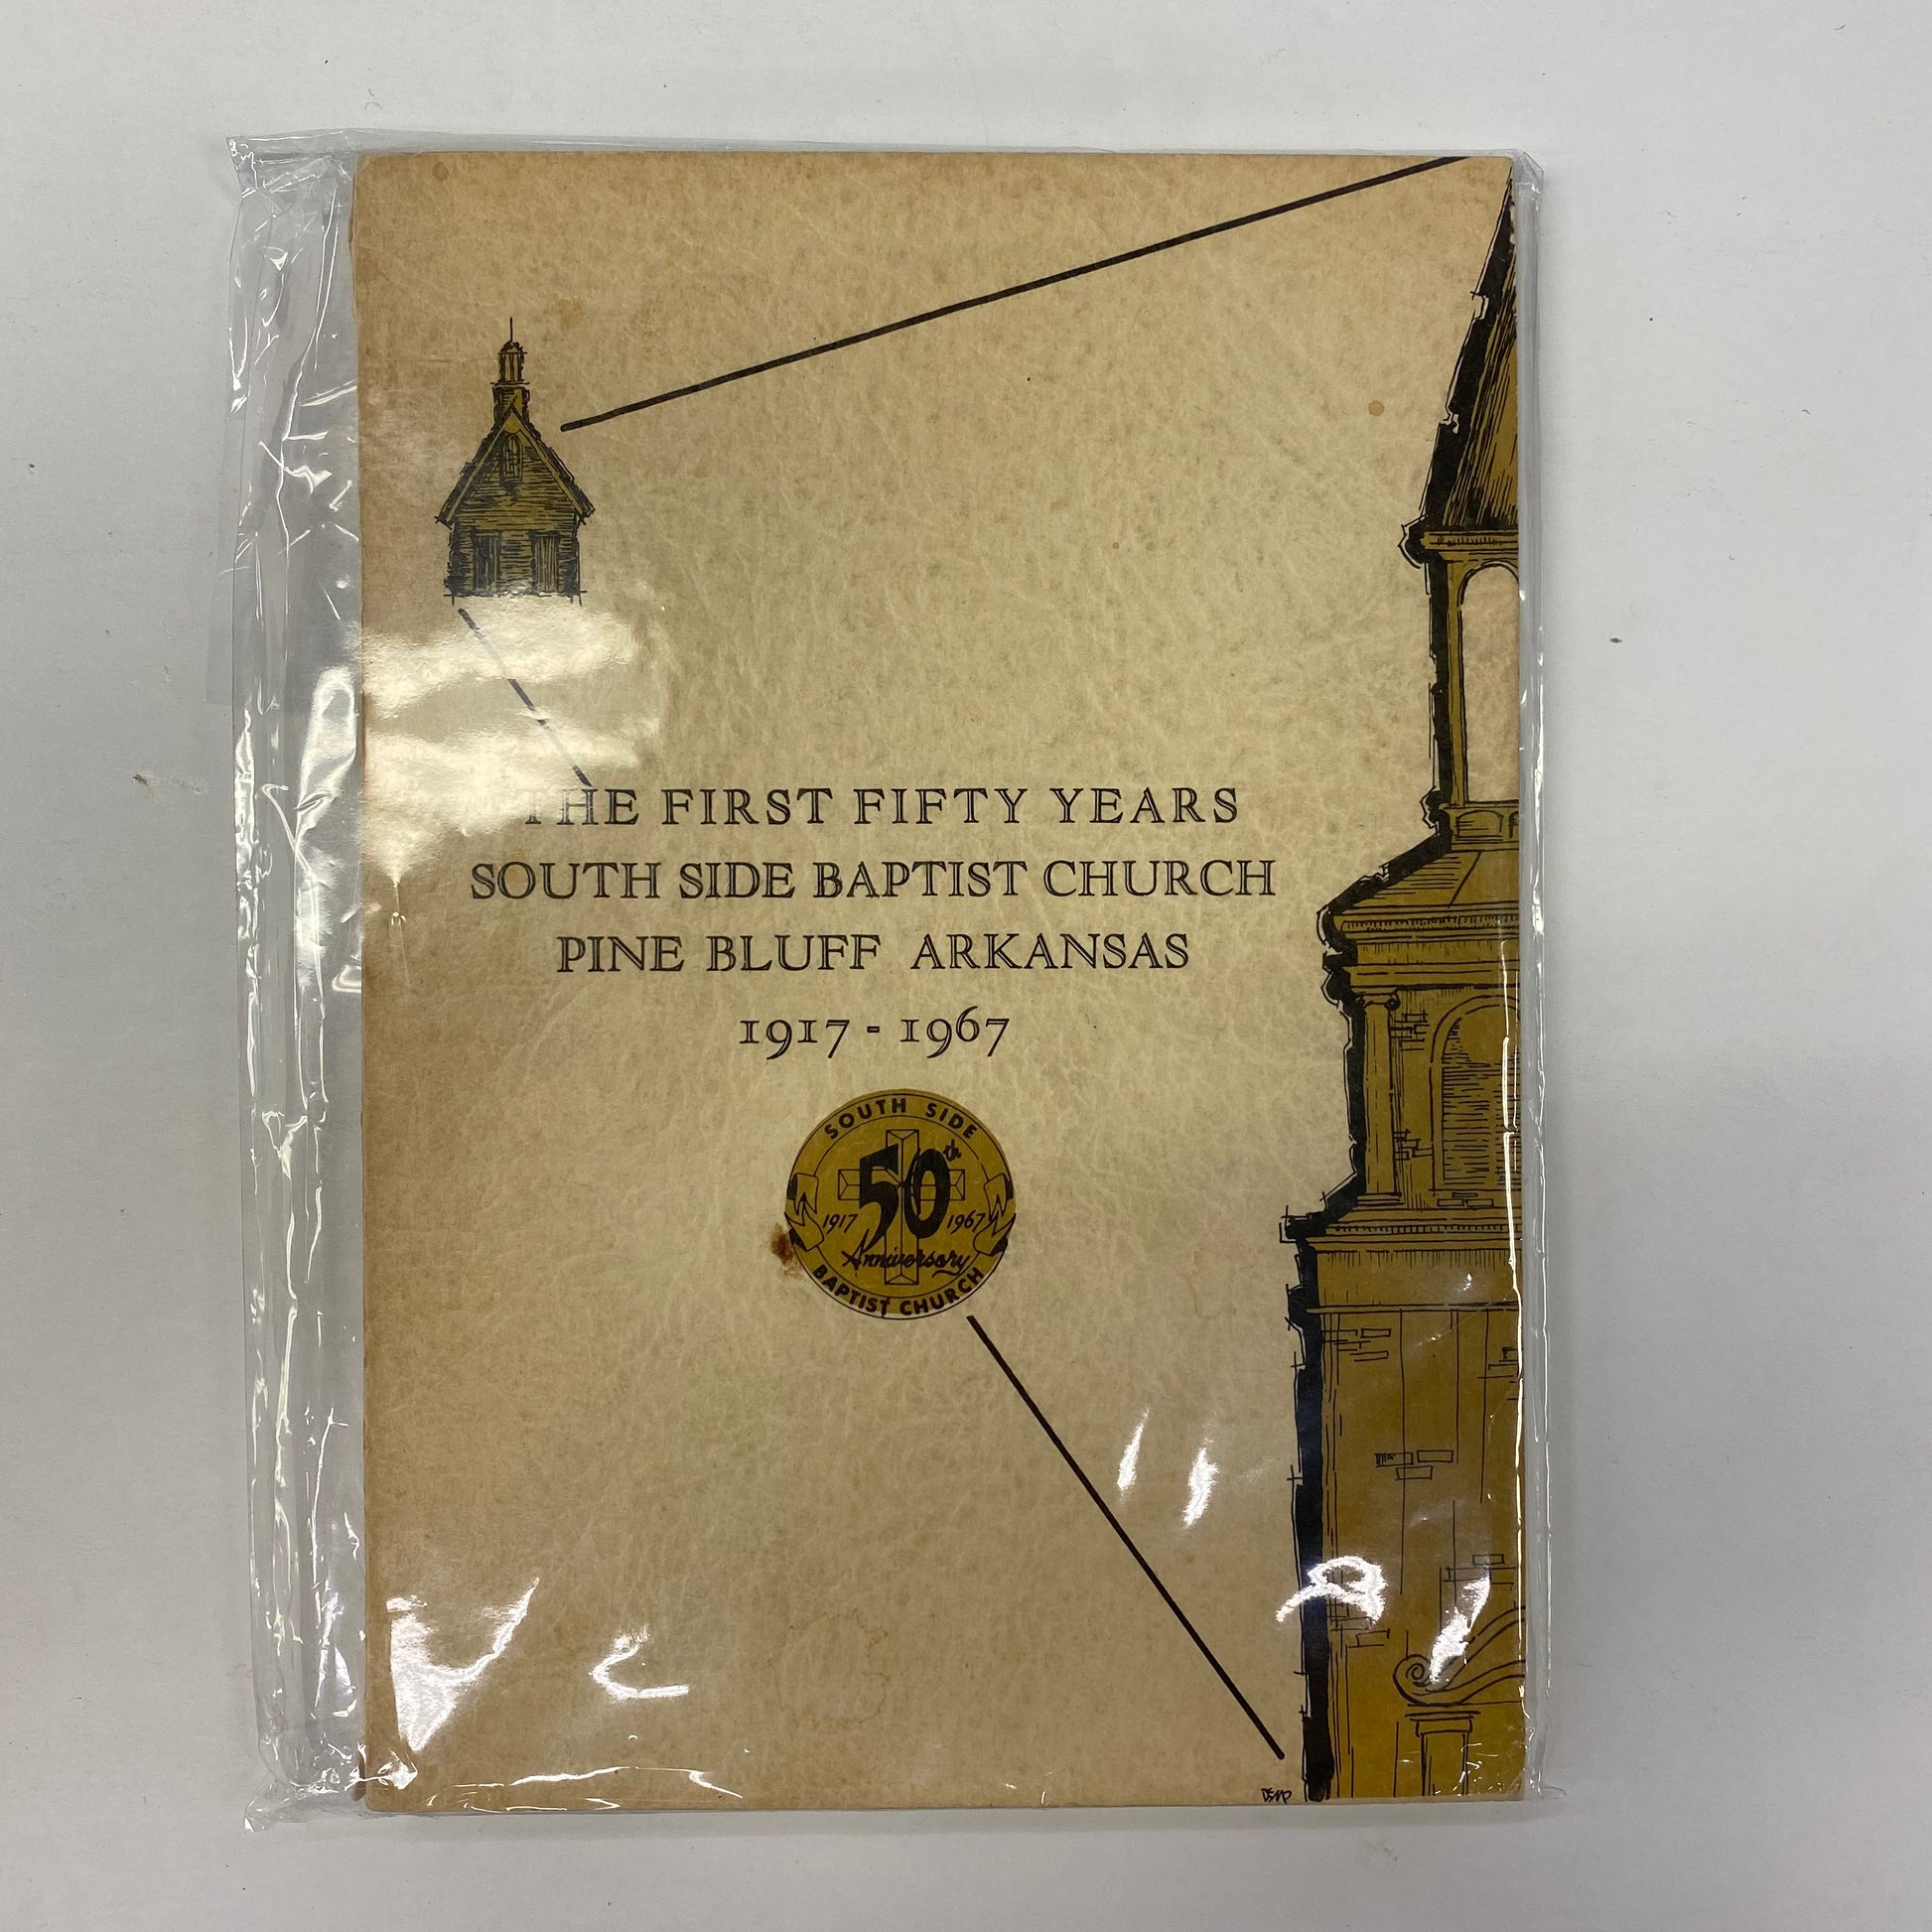 THE FIRST FIFTY YEARS
SOUTH SIDE BAPTIST CHURCH
PINE BLUFF ARKANSAS
1917 - 1967
SOUTH SIDE
50th
1917 1967
Anniversary
BAPTIST CHURCH